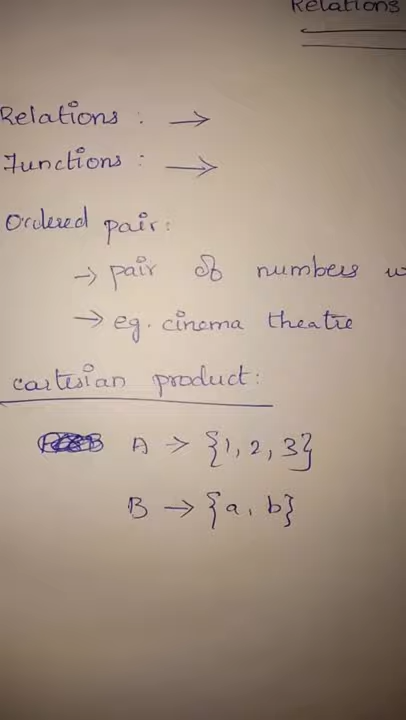 Relations
Relations : →
Functions : →
Ordered pair:
→ pair of numbers w
→ eg. cinema theatre
cartesian product:
A → {1, 2, 3}
B → {a, b}